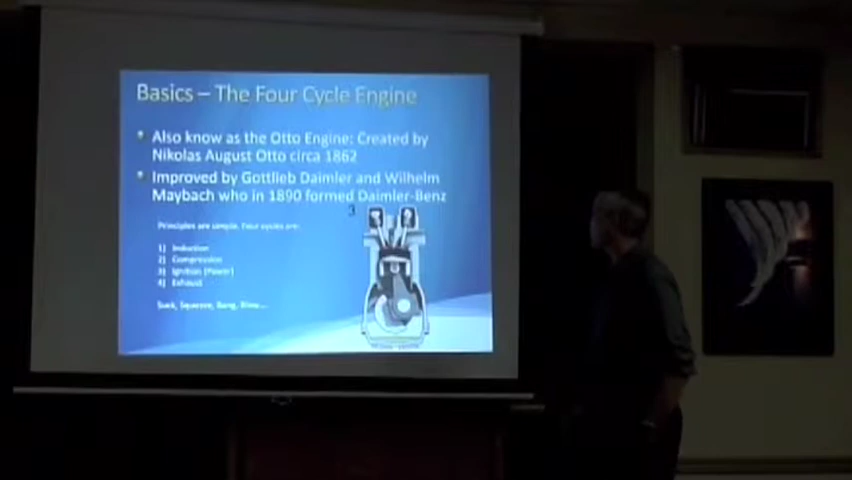 Basics – The Four Cycle Engine
Also know as the Otto Engine: Created by
Nikolas August Otto circa 1862
Improved by Gottlieb Daimler and Wilhelm
Maybach who in 1890 formed Daimler-Benz
3
Principles are simple, Four cycles are:
1) Induction
2) Compression
3) Ignition (Power)
4) Exhaust
Suck, Squeeze, Bang, Blow...